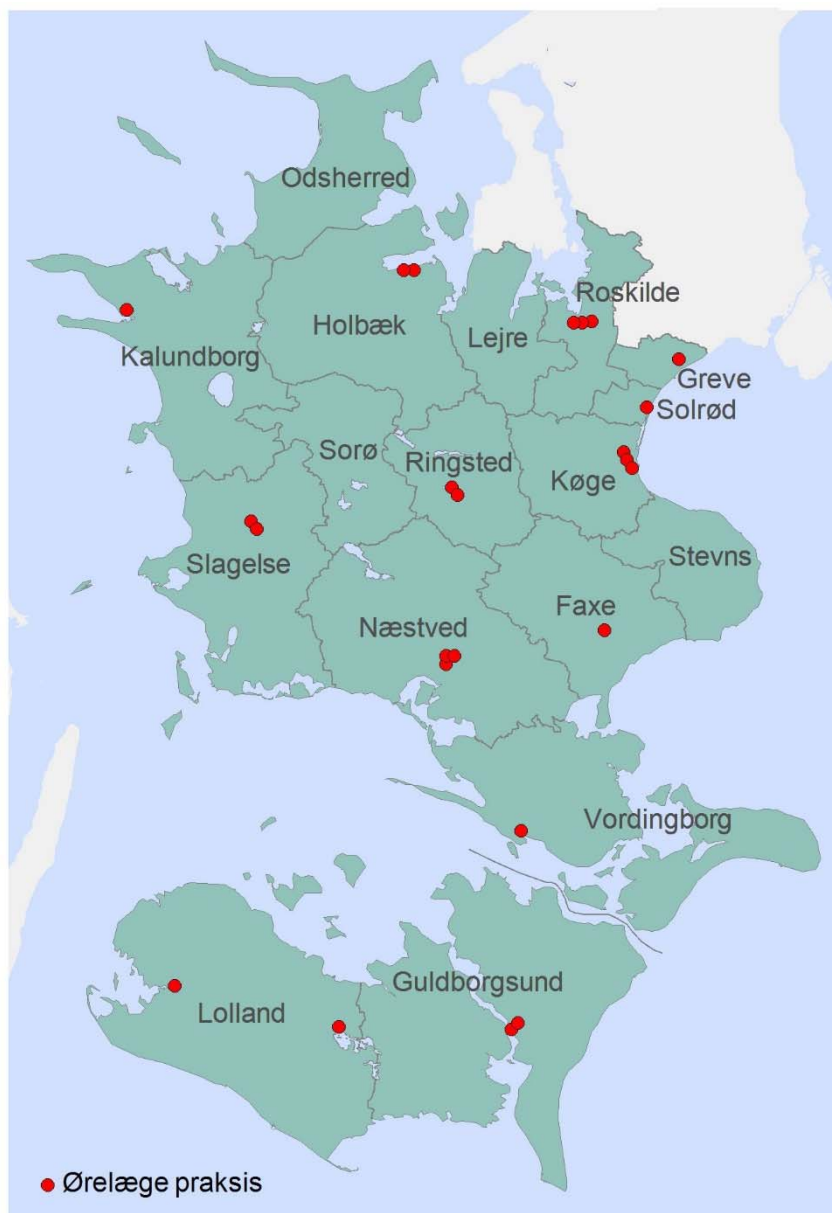 Odsherred
Roskilde
Holbæk
Lejre
Kalundborg
Greve
Solrød
Sorø
Ringsted
Køge
Slagelse
Stevns
Faxe
Næstved
Vordingborg
Guldborgsund
Lolland
Ørelæge praksis